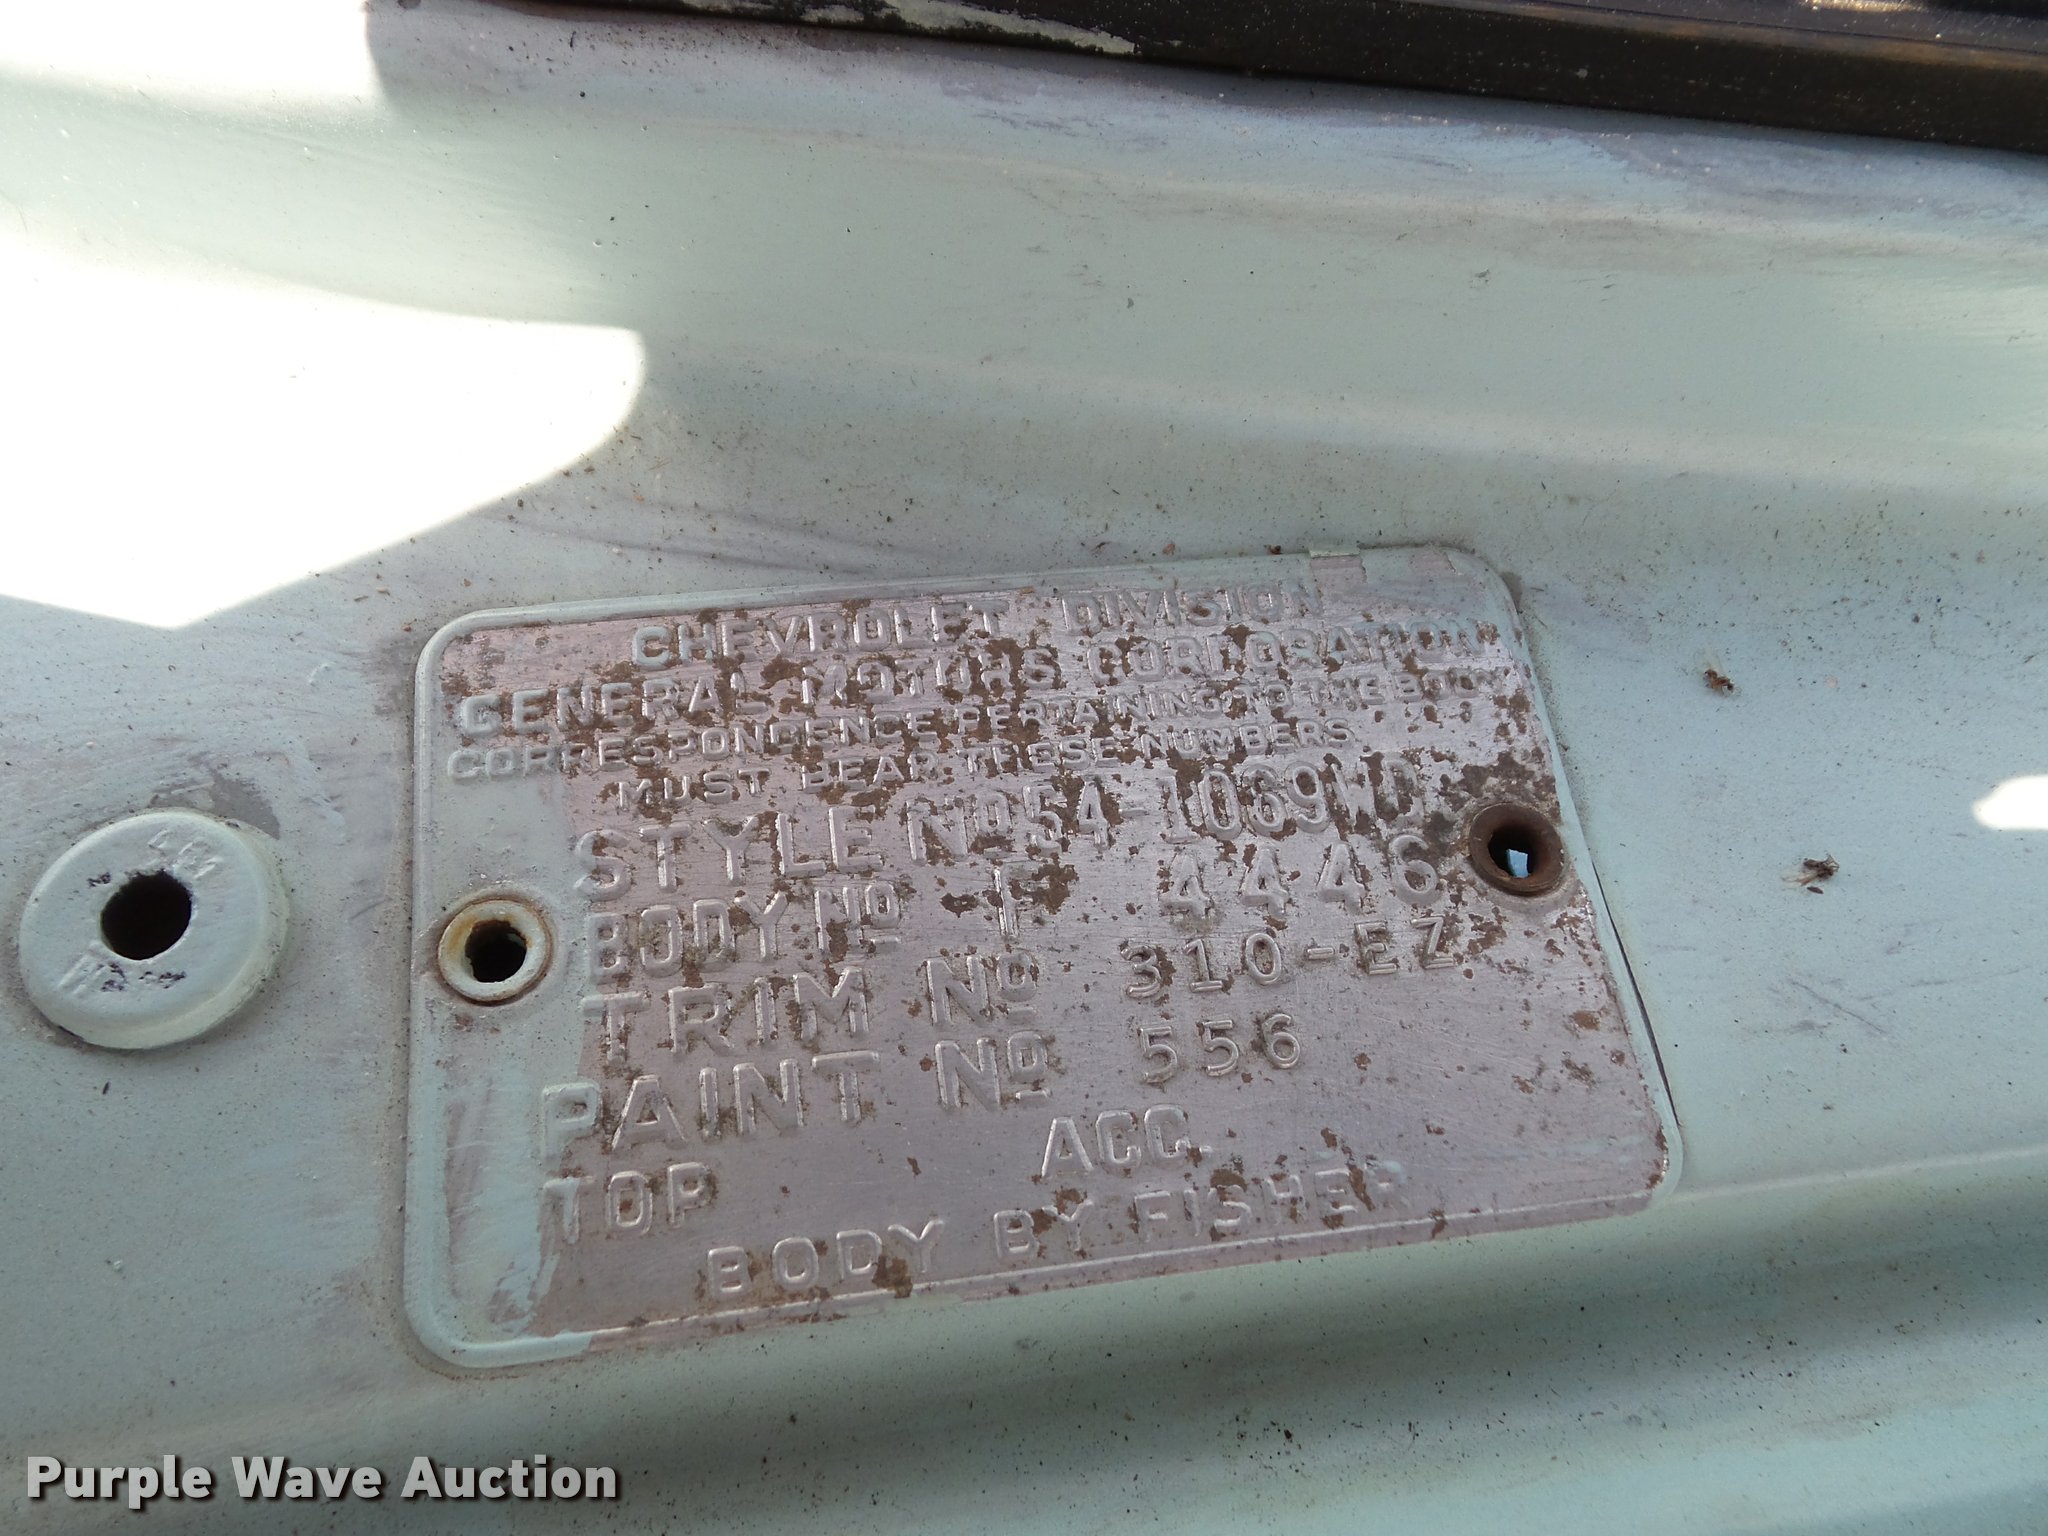 CHEVROLET DIVISION
GENERAL MOTORS CORPORATION
CORRESPONDENCE PERTAINING TO THE BODY
MUST BEAR THESE NUMBERS
STYLE No 54-1069WD
BODY No F 4446
TRIM No 310-EZ
PAINT No 556
TOP ACC.
BODY BY FISHER
Purple Wave Auction